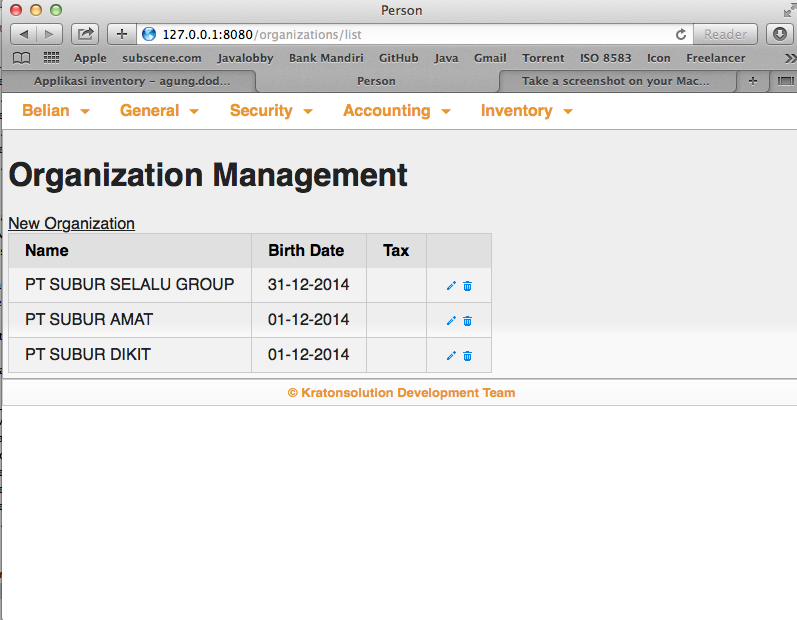 Person
127.0.0.1:8080/organizations/list
Reader
Apple subscene.com Javalobby Bank Mandiri GitHub Java Gmail Torrent ISO 8583 Icon Freelancer
Applikasi inventory – agung.dod... Person Take a screenshot on your Mac...
Belian General Security Accounting Inventory
Organization Management
New Organization
Name Birth Date Tax
PT SUBUR SELALU GROUP 31-12-2014
PT SUBUR AMAT 01-12-2014
PT SUBUR DIKIT 01-12-2014
© Kratonsolution Development Team